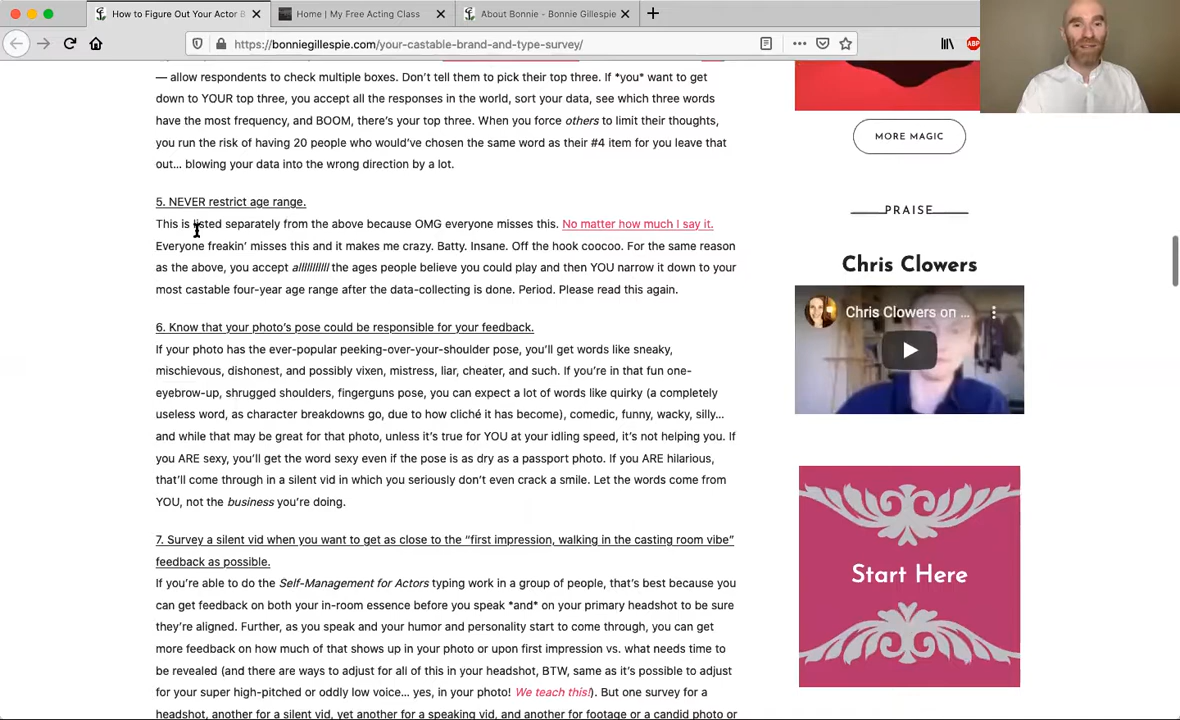 How to Figure Out Your Actor B
Home | My Free Acting Class
About Bonnie - Bonnie Gillespie
https://bonniegillespie.com/your-castable-brand-and-type-survey/
ABP
— allow respondents to check multiple boxes. Don't tell them to pick their top three. If *you* want to get
down to YOUR top three, you accept all the responses in the world, sort your data, see which three words
have the most frequency, and BOOM, there's your top three. When you force others to limit their thoughts,
you run the risk of having 20 people who would've chosen the same word as their #4 item for you leave that
out... blowing your data into the wrong direction by a lot.
5. NEVER restrict age range.
This is listed separately from the above because OMG everyone misses this. No matter how much I say it.
Everyone freakin' misses this and it makes me crazy. Batty. Insane. Off the hook coocoo. For the same reason
as the above, you accept alllllllllll the ages people believe you could play and then YOU narrow it down to your
most castable four-year age range after the data-collecting is done. Period. Please read this again.
6. Know that your photo's pose could be responsible for your feedback.
If your photo has the ever-popular peeking-over-your-shoulder pose, you'll get words like sneaky,
mischievous, dishonest, and possibly vixen, mistress, liar, cheater, and such. If you're in that fun one-
eyebrow-up, shrugged shoulders, fingerguns pose, you can expect a lot of words like quirky (a completely
useless word, as character breakdowns go, due to how cliché it has become), comedic, funny, wacky, silly...
and while that may be great for that photo, unless it's true for YOU at your idling speed, it's not helping you. If
you ARE sexy, you'll get the word sexy even if the pose is as dry as a passport photo. If you ARE hilarious,
that'll come through in a silent vid in which you seriously don't even crack a smile. Let the words come from
YOU, not the business you're doing.
7. Survey a silent vid when you want to get as close to the "first impression, walking in the casting room vibe"
feedback as possible.
If you're able to do the Self-Management for Actors typing work in a group of people, that's best because you
can get feedback on both your in-room essence before you speak *and* on your primary headshot to be sure
they're aligned. Further, as you speak and your humor and personality start to come through, you can get
more feedback on how much of that shows up in your photo or upon first impression vs. what needs time to
be revealed (and there are ways to adjust for all of this in your headshot, BTW, same as it's possible to adjust
for your super high-pitched or oddly low voice... yes, in your photo! We teach this!). But one survey for a
headshot, another for a silent vid, yet another for a speaking vid, and another for footage or a candid photo or
MORE MAGIC
PRAISE
Chris Clowers
Chris Clowers on ...
Start Here